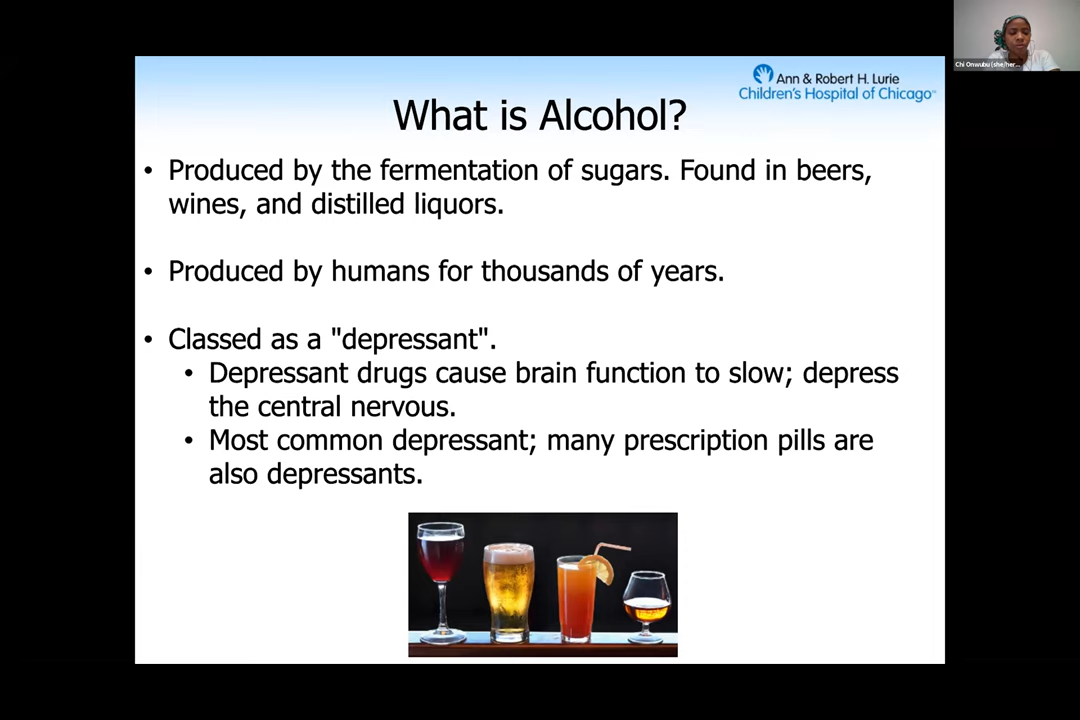 Ann & Robert H. Lurie
Children's Hospital of Chicago™
Chi Onwubu (she/her...
What is Alcohol?
• Produced by the fermentation of sugars. Found in beers,
wines, and distilled liquors.
• Produced by humans for thousands of years.
• Classed as a "depressant".
• Depressant drugs cause brain function to slow; depress
the central nervous.
• Most common depressant; many prescription pills are
also depressants.